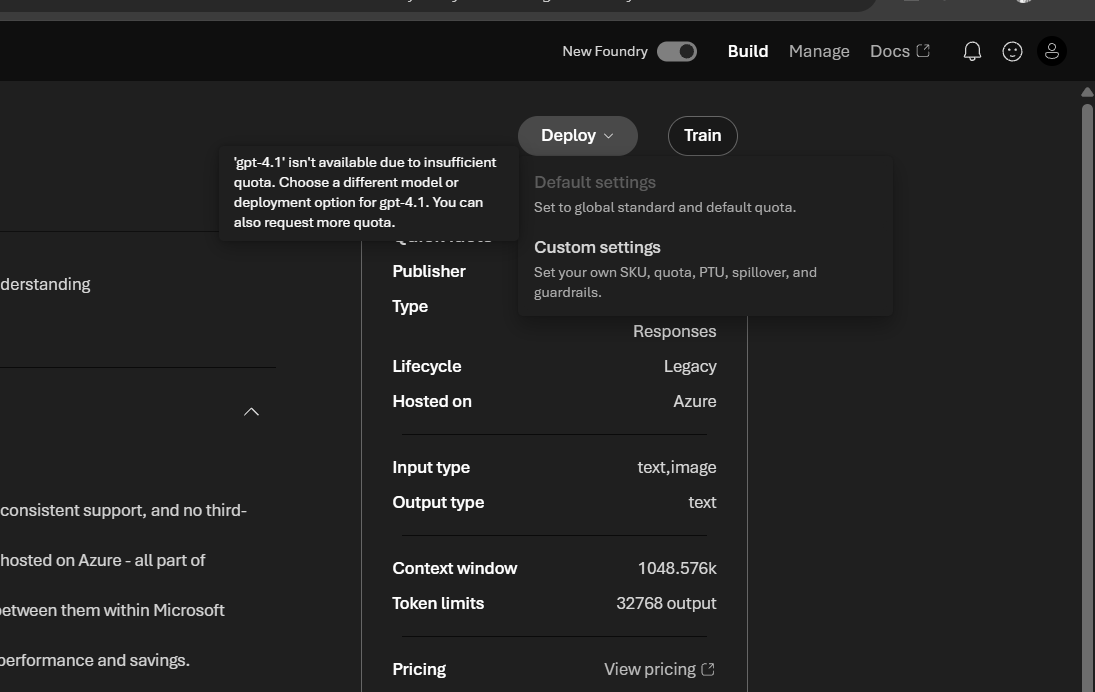 New Foundry
Build
Manage
Docs
Deploy
Train
'gpt-4.1' isn't available due to insufficient
quota. Choose a different model or
deployment option for gpt-4.1. You can
also request more quota.
Default settings
Set to global standard and default quota.
Custom settings
Set your own SKU, quota, PTU, spillover, and
guardrails.
derstanding
Publisher
Type
Responses
Lifecycle Legacy
Hosted on Azure
Input type text,image
Output type text
Context window 1048.576k
Token limits 32768 output
Pricing View pricing
consistent support, and no third-
hosted on Azure - all part of
between them within Microsoft
performance and savings.